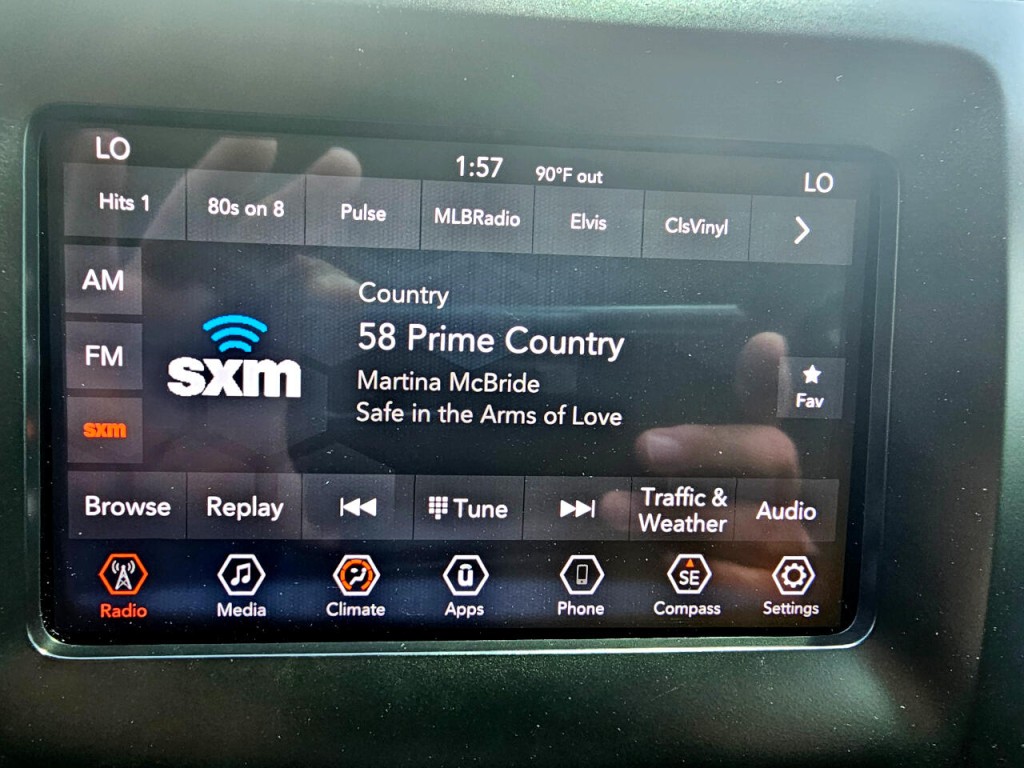 LO 1:57 90°F out LO
Hits 1 80s on 8 Pulse MLBRadio Elvis ClsVinyl
AM
FM
sxm
sxm
Country
58 Prime Country
Martina McBride
Safe in the Arms of Love
Fav
Browse Replay Tune Traffic & Weather Audio
SE
Radio Media Climate Apps Phone Compass Settings